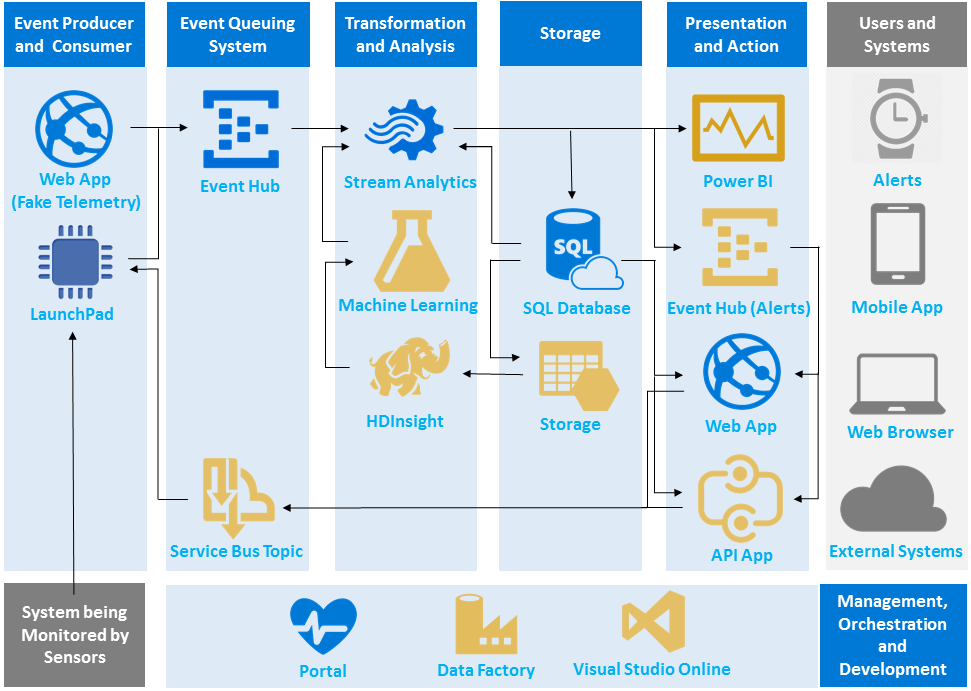 Event Producer
and Consumer
Event Queuing
System
Transformation
and Analysis
Storage
Presentation
and Action
Users and
Systems
Web App
(Fake Telemetry)
Event Hub
Stream Analytics
Power BI
Alerts
LaunchPad
Machine Learning
SQL
SQL Database
Event Hub (Alerts)
Mobile App
HDInsight
Storage
Web App
Web Browser
Service Bus Topic
API App
External Systems
System being
Monitored by
Sensors
Portal
Data Factory
Visual Studio Online
Management,
Orchestration
and
Development